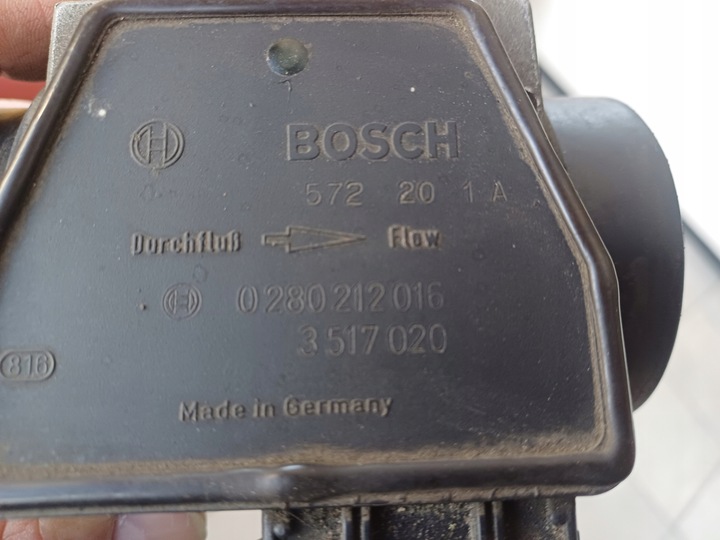 BOSCH
572 20 1 A
Durchfluß Flow
0 280 212 016
3 517 020
816
Made in Germany